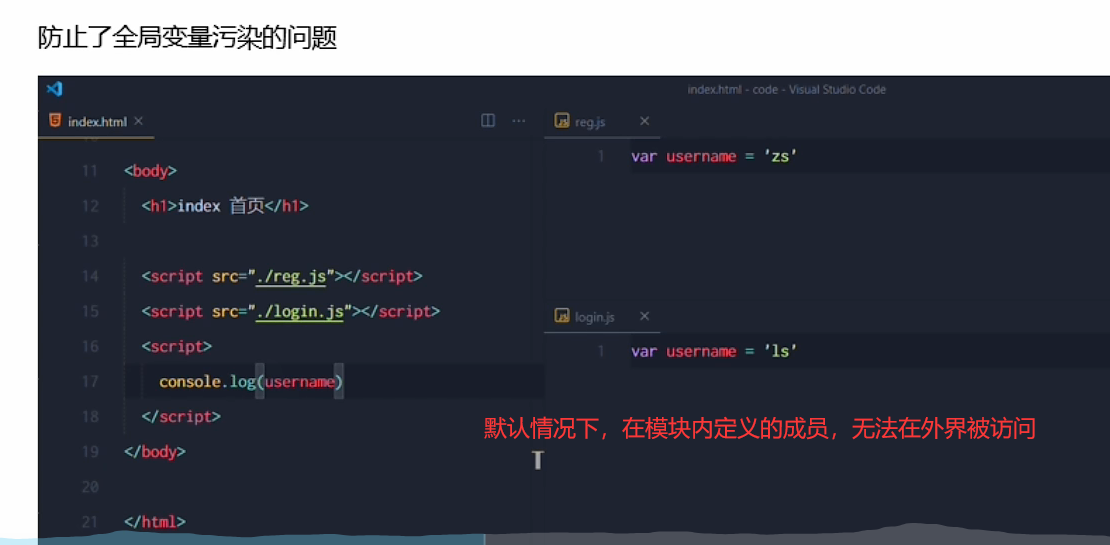 防止了全局变量污染的问题
index.html - code - Visual Studio Code
index.html
11 <body>
12 <h1>index 首页</h1>
13
14 <script src="./reg.js"></script>
15 <script src="./login.js"></script>
16 <script>
17 console.log(username)
18 </script>
19 </body>
20
21 </html>
reg.js
1 var username = 'zs'
login.js
1 var username = 'ls'
默认情况下，在模块内定义的成员，无法在外界被访问